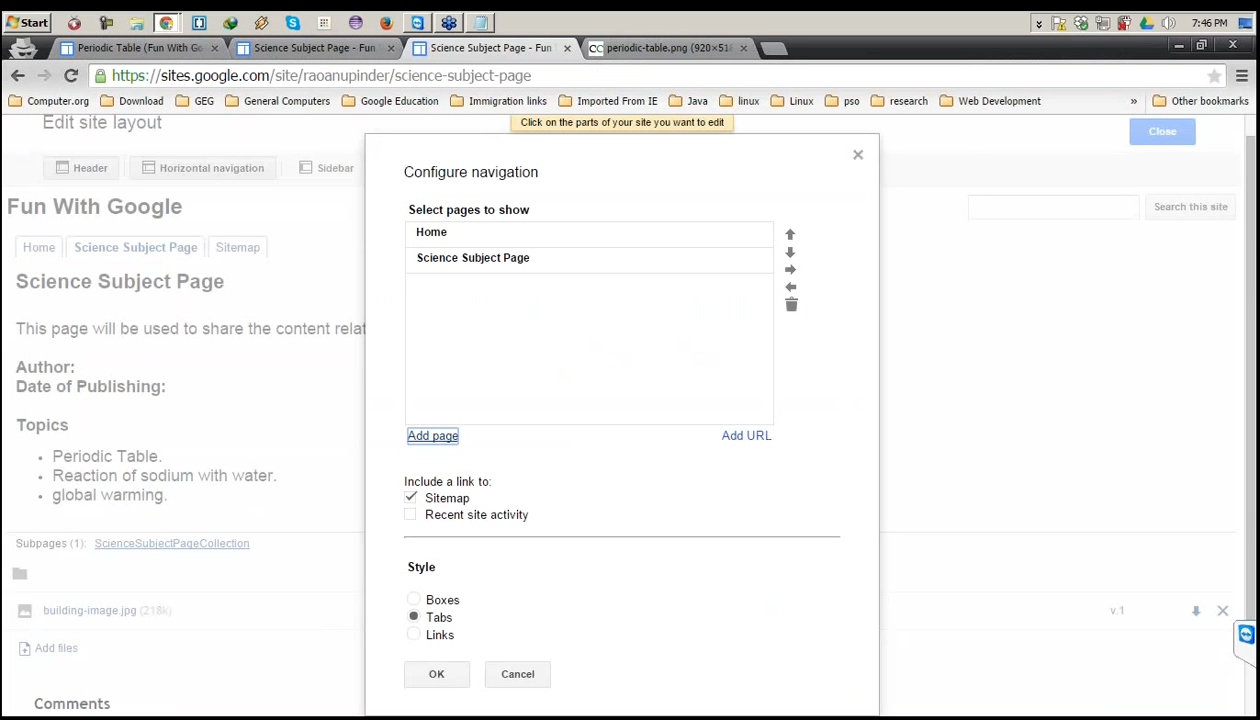 Start
7:46 PM
Periodic Table (Fun With Go
Science Subject Page - Fun
Science Subject Page - Fun
periodic-table.png (920×518
https://sites.google.com/site/raoanupinder/science-subject-page
Computer.org
Download
GEG
General Computers
Google Education
Immigration links
Imported From IE
Java
linux
Linux
pso
research
Web Development
»
Other bookmarks
Edit site layout
Click on the parts of your site you want to edit
Close
Header
Horizontal navigation
Sidebar
Fun With Google
Search this site
Home
Science Subject Page
Sitemap
Science Subject Page
This page will be used to share the content relat
Author:
Date of Publishing:
Topics
Periodic Table.
Reaction of sodium with water.
global warming.
Subpages (1): ScienceSubjectPageCollection
building-image.jpg (218k)
v.1
Add files
Comments
Configure navigation
Select pages to show
Home
Science Subject Page
Add page
Add URL
Include a link to:
Sitemap
Recent site activity
Style
Boxes
Tabs
Links
OK
Cancel